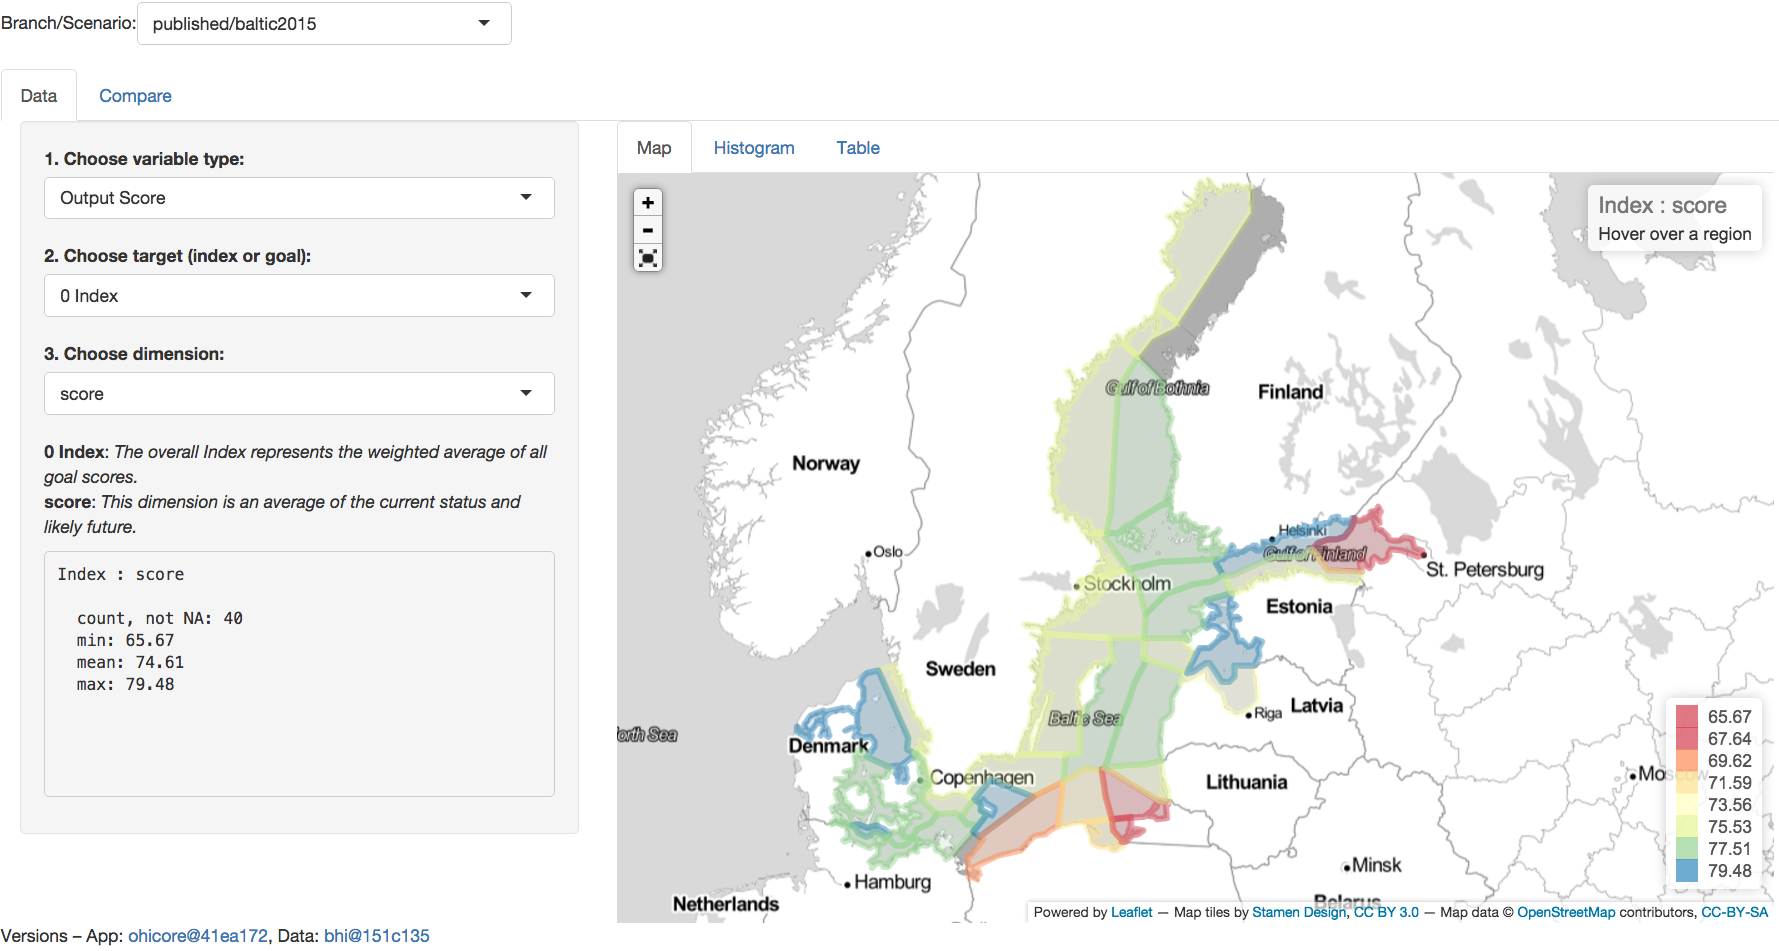 Branch/Scenario: published/baltic2015
Data Compare
1. Choose variable type:
Output Score
2. Choose target (index or goal):
0 Index
3. Choose dimension:
score
0 Index: The overall Index represents the weighted average of all
goal scores.
score: This dimension is an average of the current status and
likely future.
Index : score
count, not NA: 40
min: 65.67
mean: 74.61
max: 79.48
Map Histogram Table
+
-
Index : score
Hover over a region
Gulf of Bothnia
Finland
Norway
Helsinki
Oslo
Gulf of Finland
St. Petersburg
Stockholm
Estonia
Sweden
Latvia
Riga
Baltic Sea
orth Sea
Denmark
Copenhagen
Lithuania
Moscow
Minsk
Hamburg
Netherlands
Belarus
65.67
67.64
69.62
71.59
73.56
75.53
77.51
79.48
Powered by Leaflet — Map tiles by Stamen Design, CC BY 3.0 — Map data © OpenStreetMap contributors, CC-BY-SA
Versions – App: ohicore@41ea172, Data: bhi@151c135